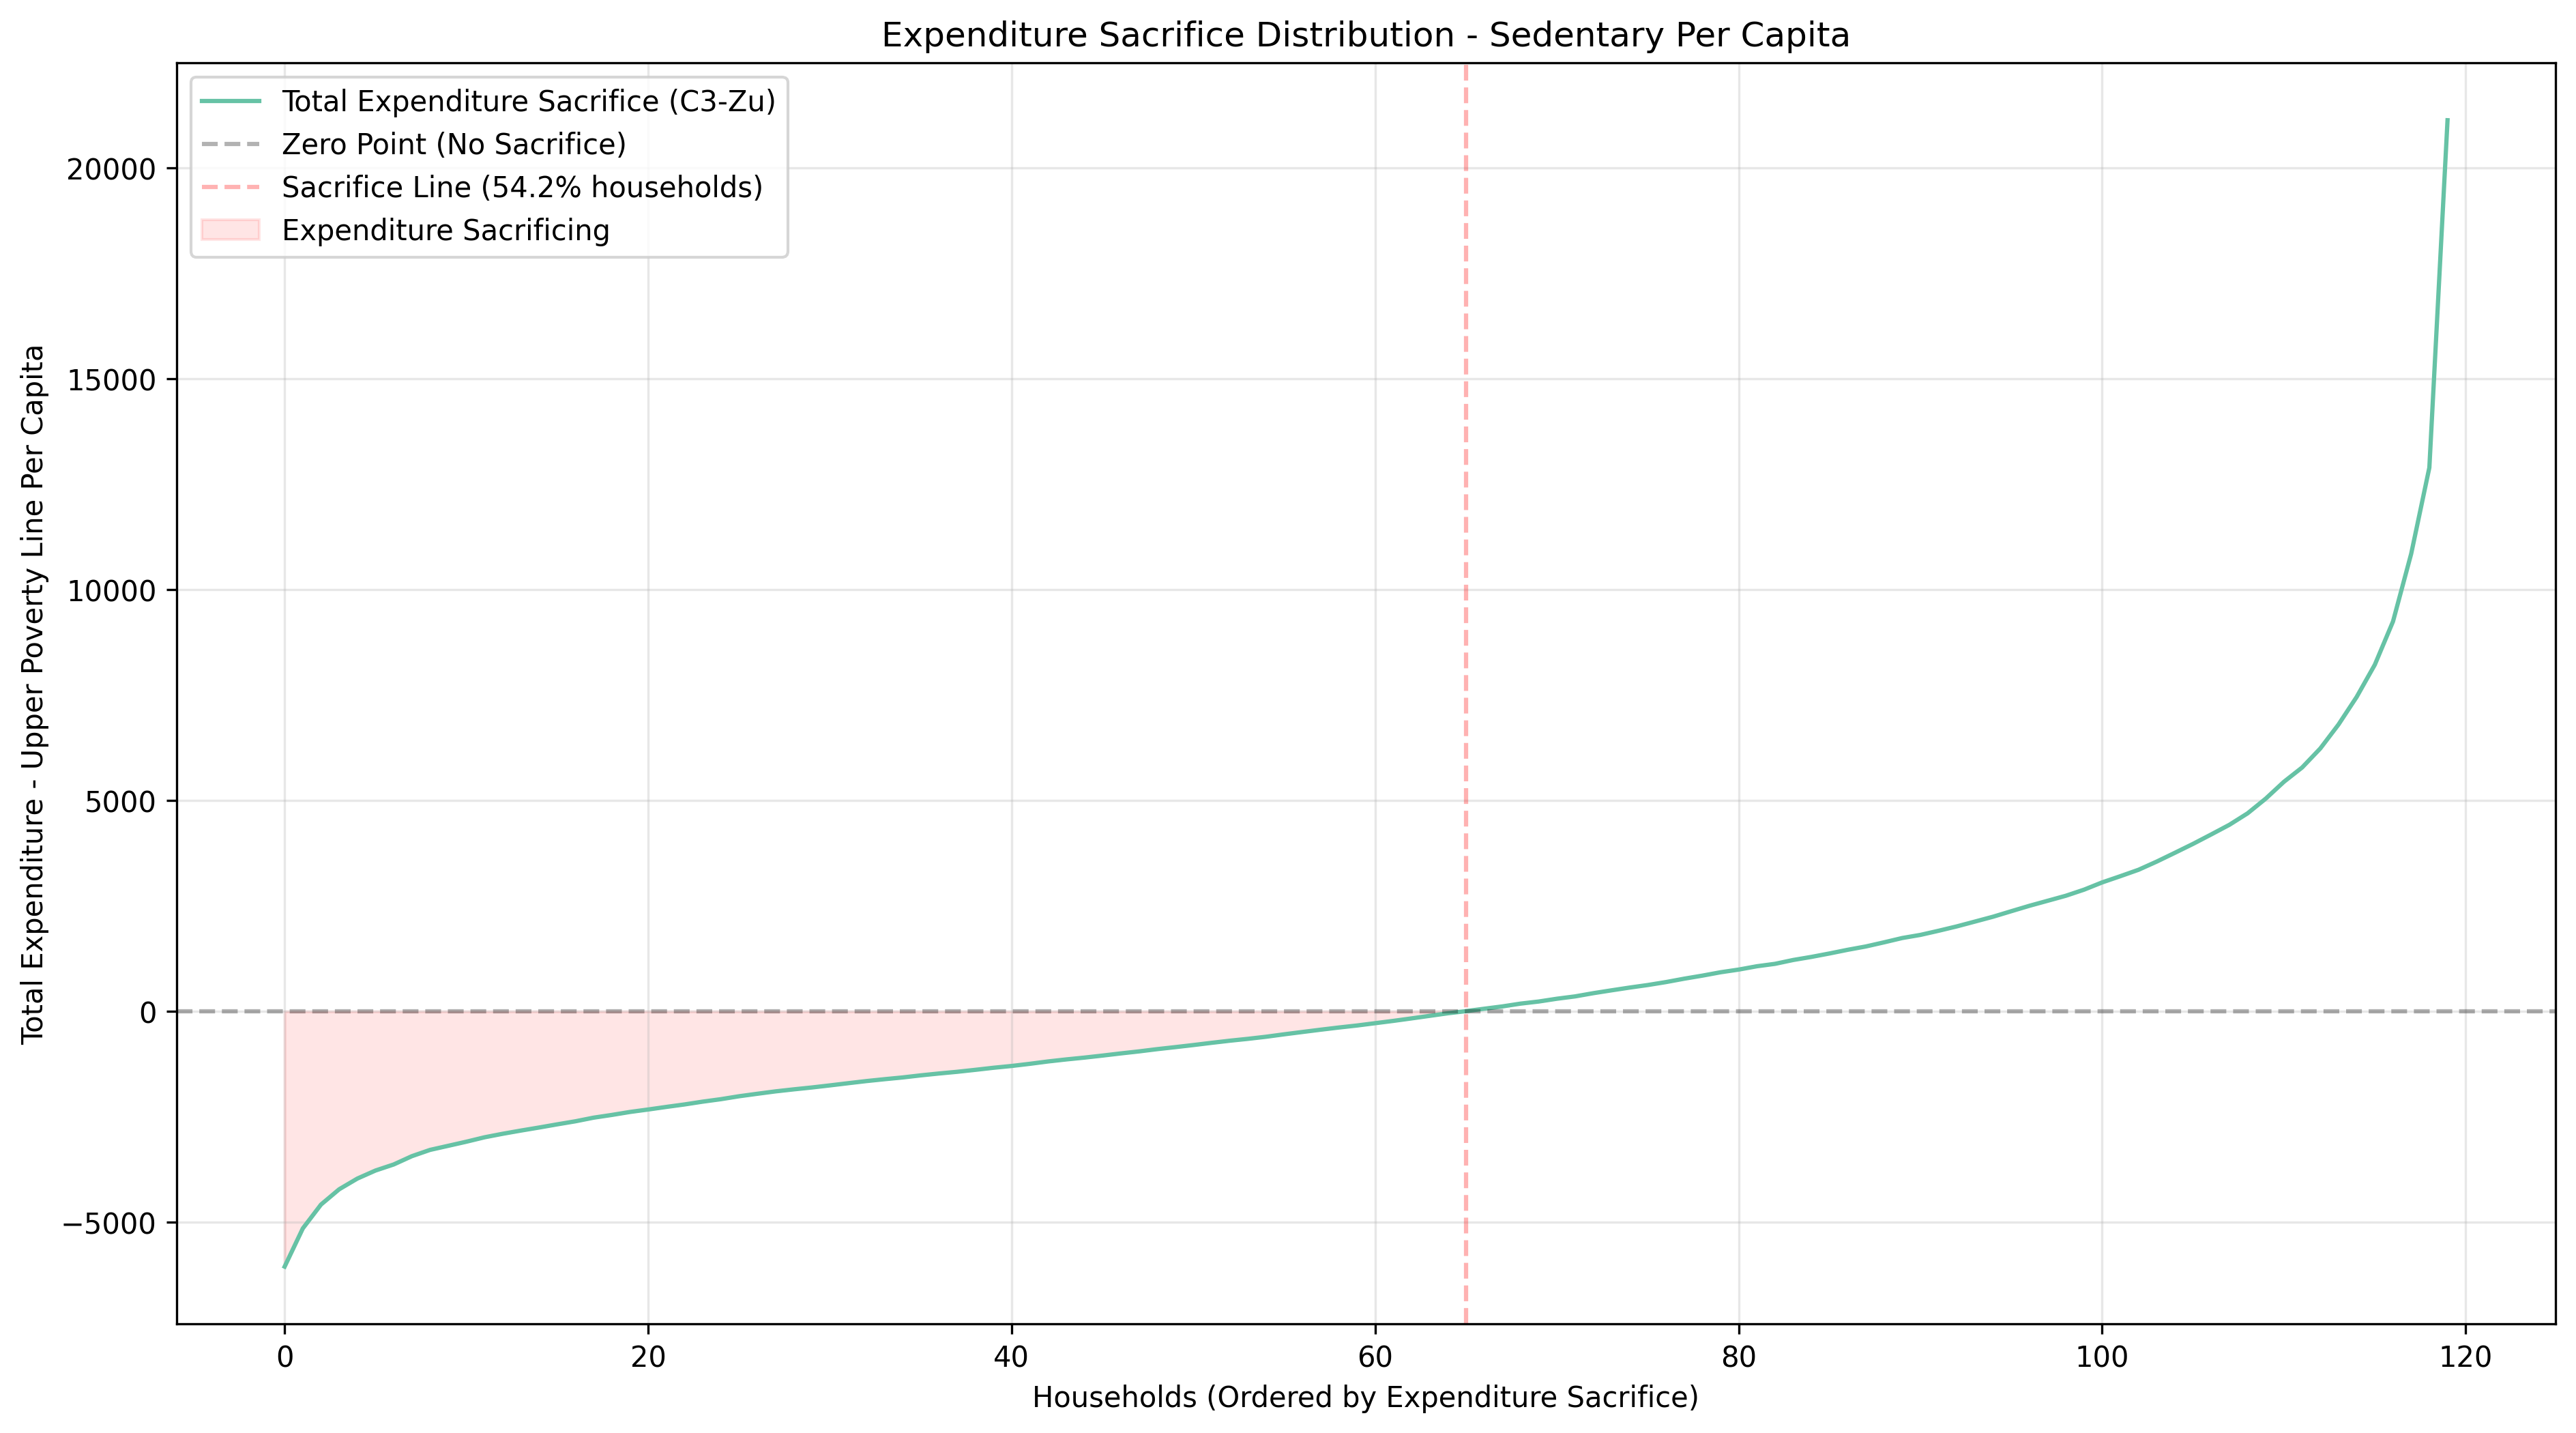 Expenditure Sacrifice Distribution - Sedentary Per Capita
Total Expenditure Sacrifice (C3-Zu)
Zero Point (No Sacrifice)
Sacrifice Line (54.2% households)
Expenditure Sacrificing
Total Expenditure - Upper Poverty Line Per Capita
20000
15000
10000
5000
0
−5000
0 20 40 60 80 100 120
Households (Ordered by Expenditure Sacrifice)